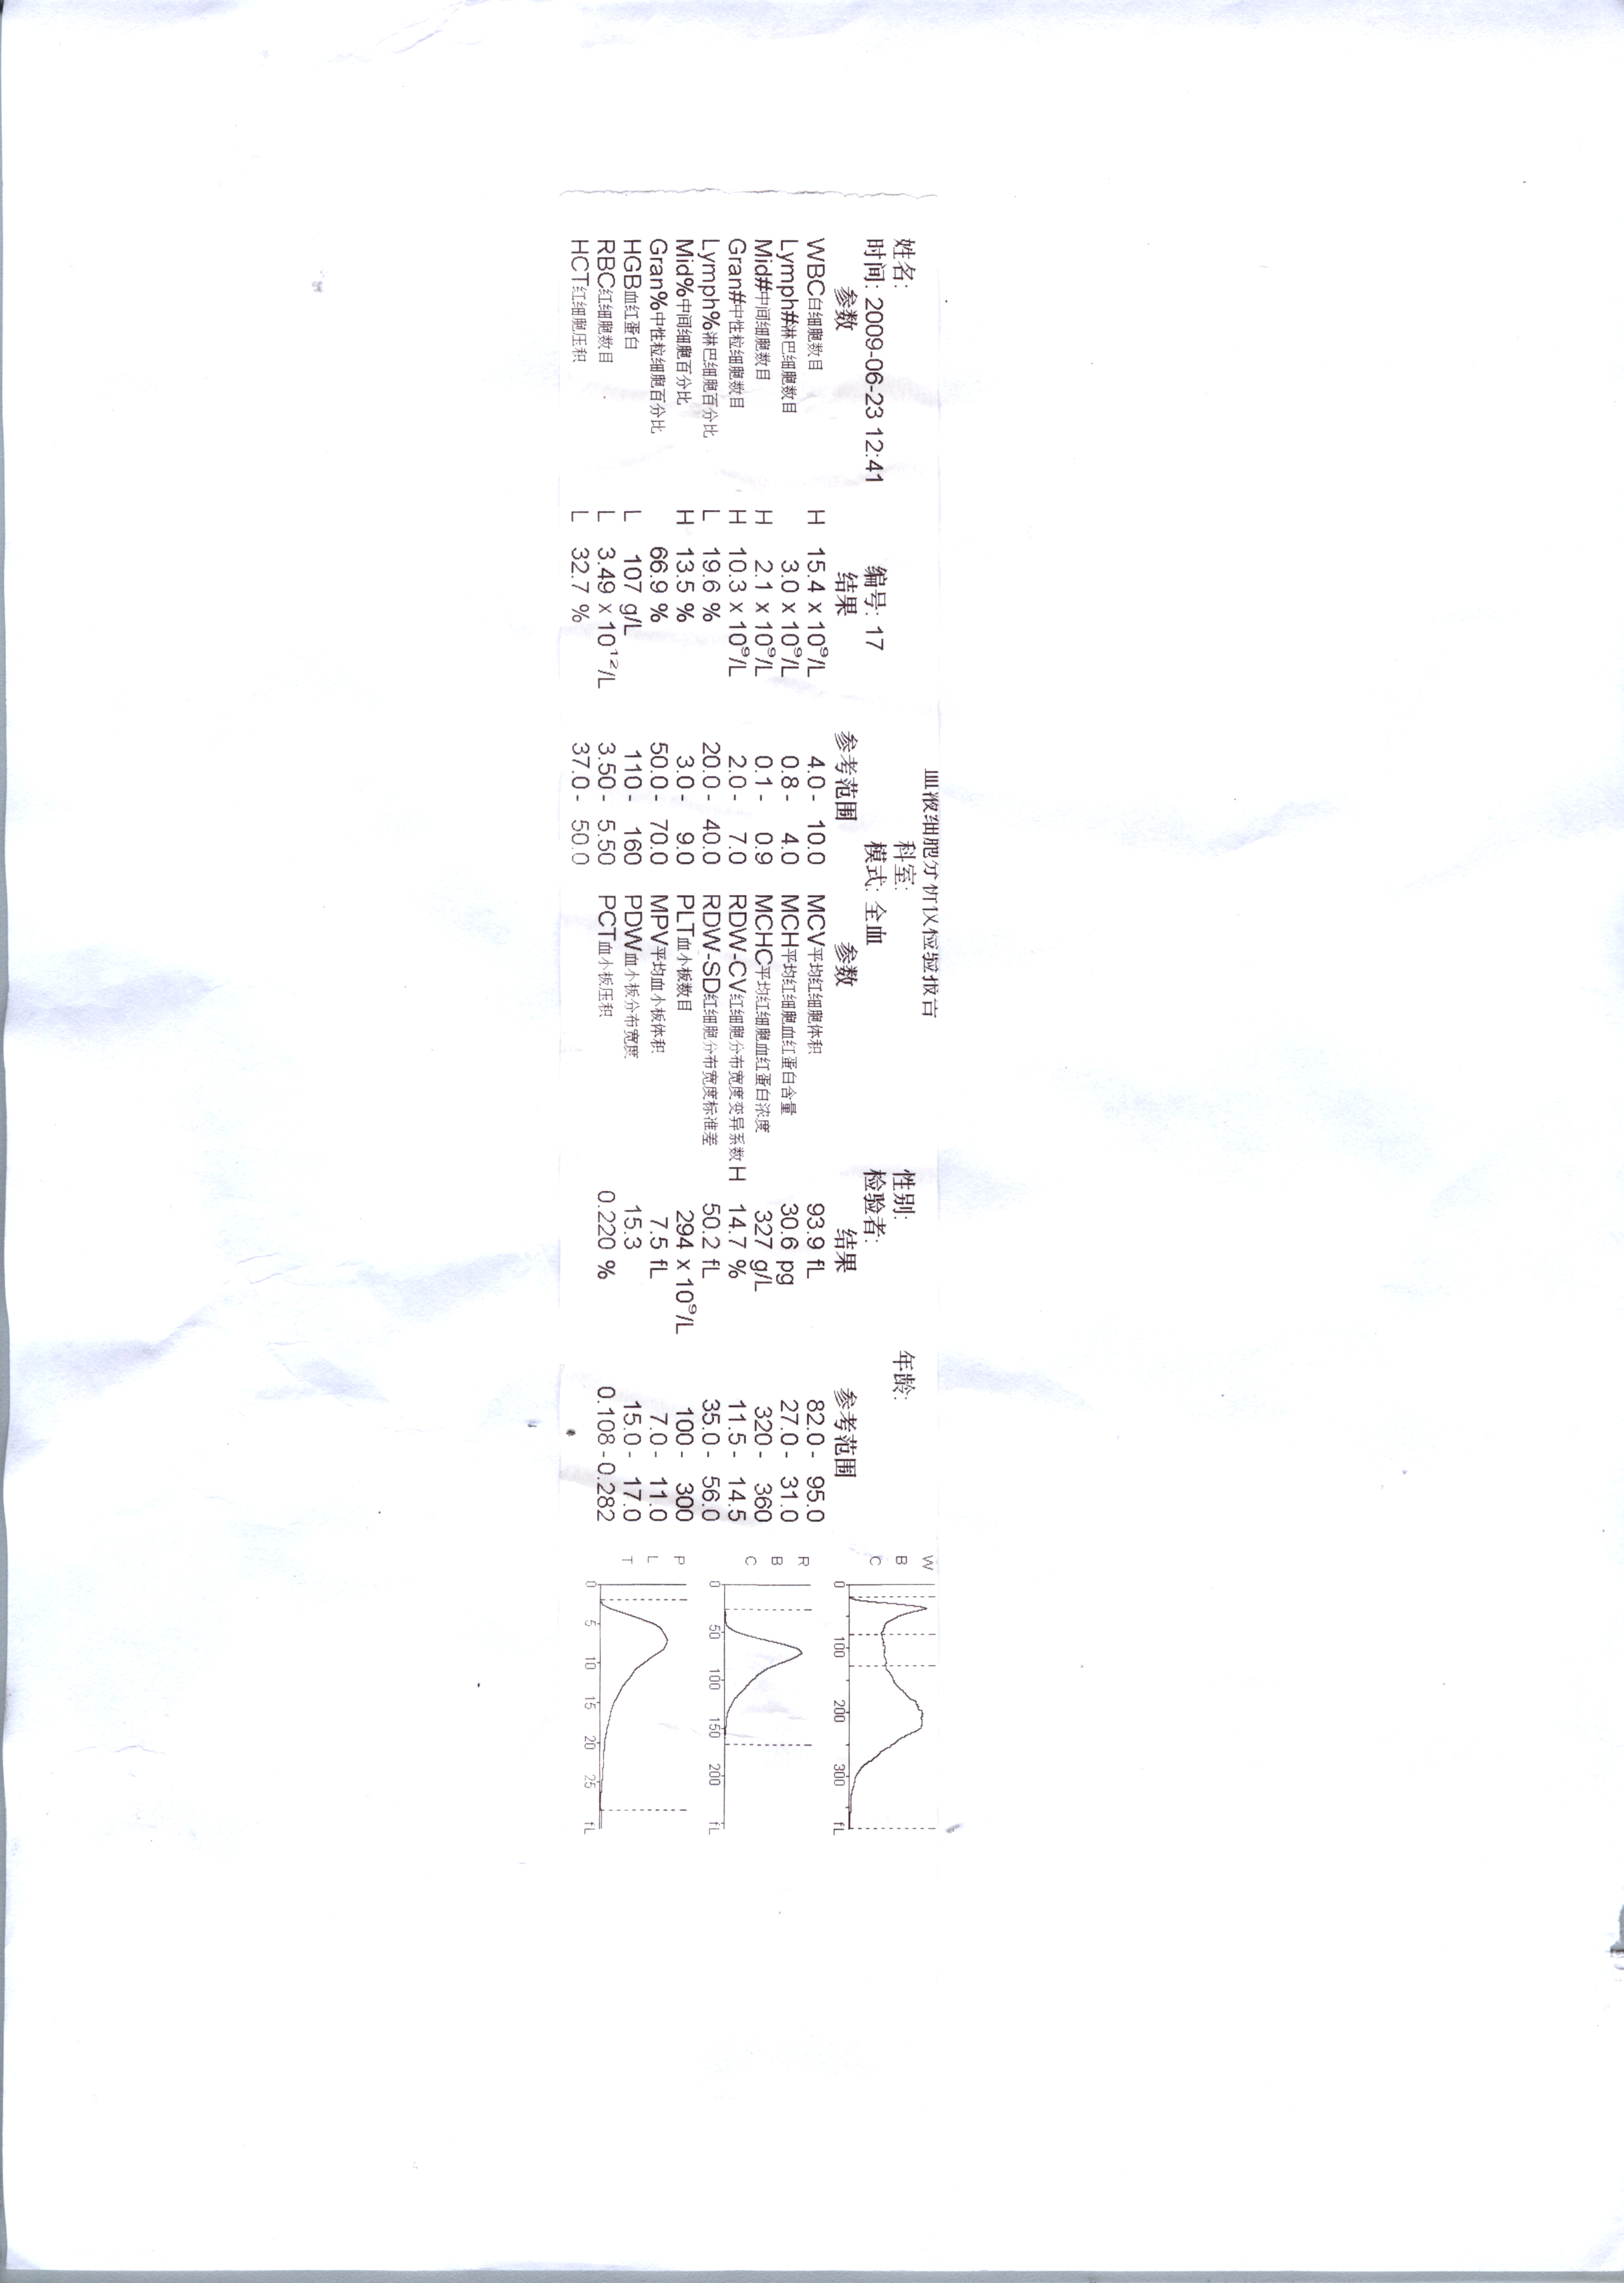 血液细胞分析仪检验报告
姓名: 科室: 性别: 年龄:
时间: 2009-06-23 12:41 编号: 17 模式: 全血 检验者:
参数 结果 参考范围 参数 结果 参考范围
WBC白细胞数目 H 15.4 x 10⁹/L 4.0 - 10.0 MCV平均红细胞体积 93.9 fL 82.0 - 95.0
Lymph#淋巴细胞数目 3.0 x 10⁹/L 0.8 - 4.0 MCH平均红细胞血红蛋白含量 30.6 pg 27.0 - 31.0
Mid#中间细胞数目 H 2.1 x 10⁹/L 0.1 - 0.9 MCHC平均红细胞血红蛋白浓度 327 g/L 320 - 360
Gran#中性粒细胞数目 H 10.3 x 10⁹/L 2.0 - 7.0 RDW-CV红细胞分布宽度变异系数 H 14.7 % 11.5 - 14.5
Lymph%淋巴细胞百分比 L 19.6 % 20.0 - 40.0 RDW-SD红细胞分布宽度标准差 50.2 fL 35.0 - 56.0
Mid%中间细胞百分比 H 13.5 % 3.0 - 9.0 PLT血小板数目 294 x 10⁹/L 100 - 300
Gran%中性粒细胞百分比 66.9 % 50.0 - 70.0 MPV平均血小板体积 7.5 fL 7.0 - 11.0
HGB血红蛋白 L 107 g/L 110 - 160 PDW血小板分布宽度 15.3 15.0 - 17.0
RBC红细胞数目 L 3.49 x 10¹²/L 3.50 - 5.50 PCT血小板压积 0.220 % 0.108 - 0.282
HCT红细胞压积 L 32.7 % 37.0 - 50.0
W
B
C
0 100 200 300 fL
R
B
C
0 50 100 150 200 fL
P
L
T
0 5 10 15 20 25 fL